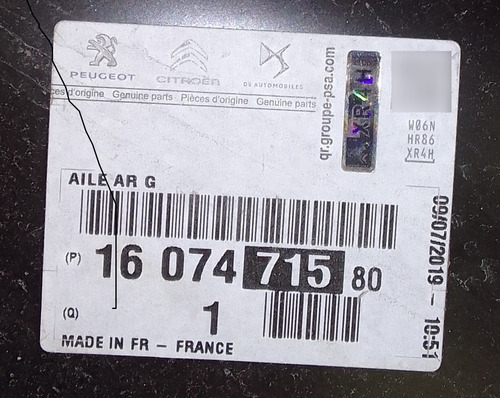 PEUGEOT
CITROËN
DS AUTOMOBILES
ces d'origine Genuine parts Pièces d'origine Genuine parts
qr.groupe-psa.com
XR4H
W06N
HR86
XR4H
AILE AR G
(P) 16 074 715 80
(Q) 1
MADE IN FR - FRANCE
09/07/2019 - 10:51